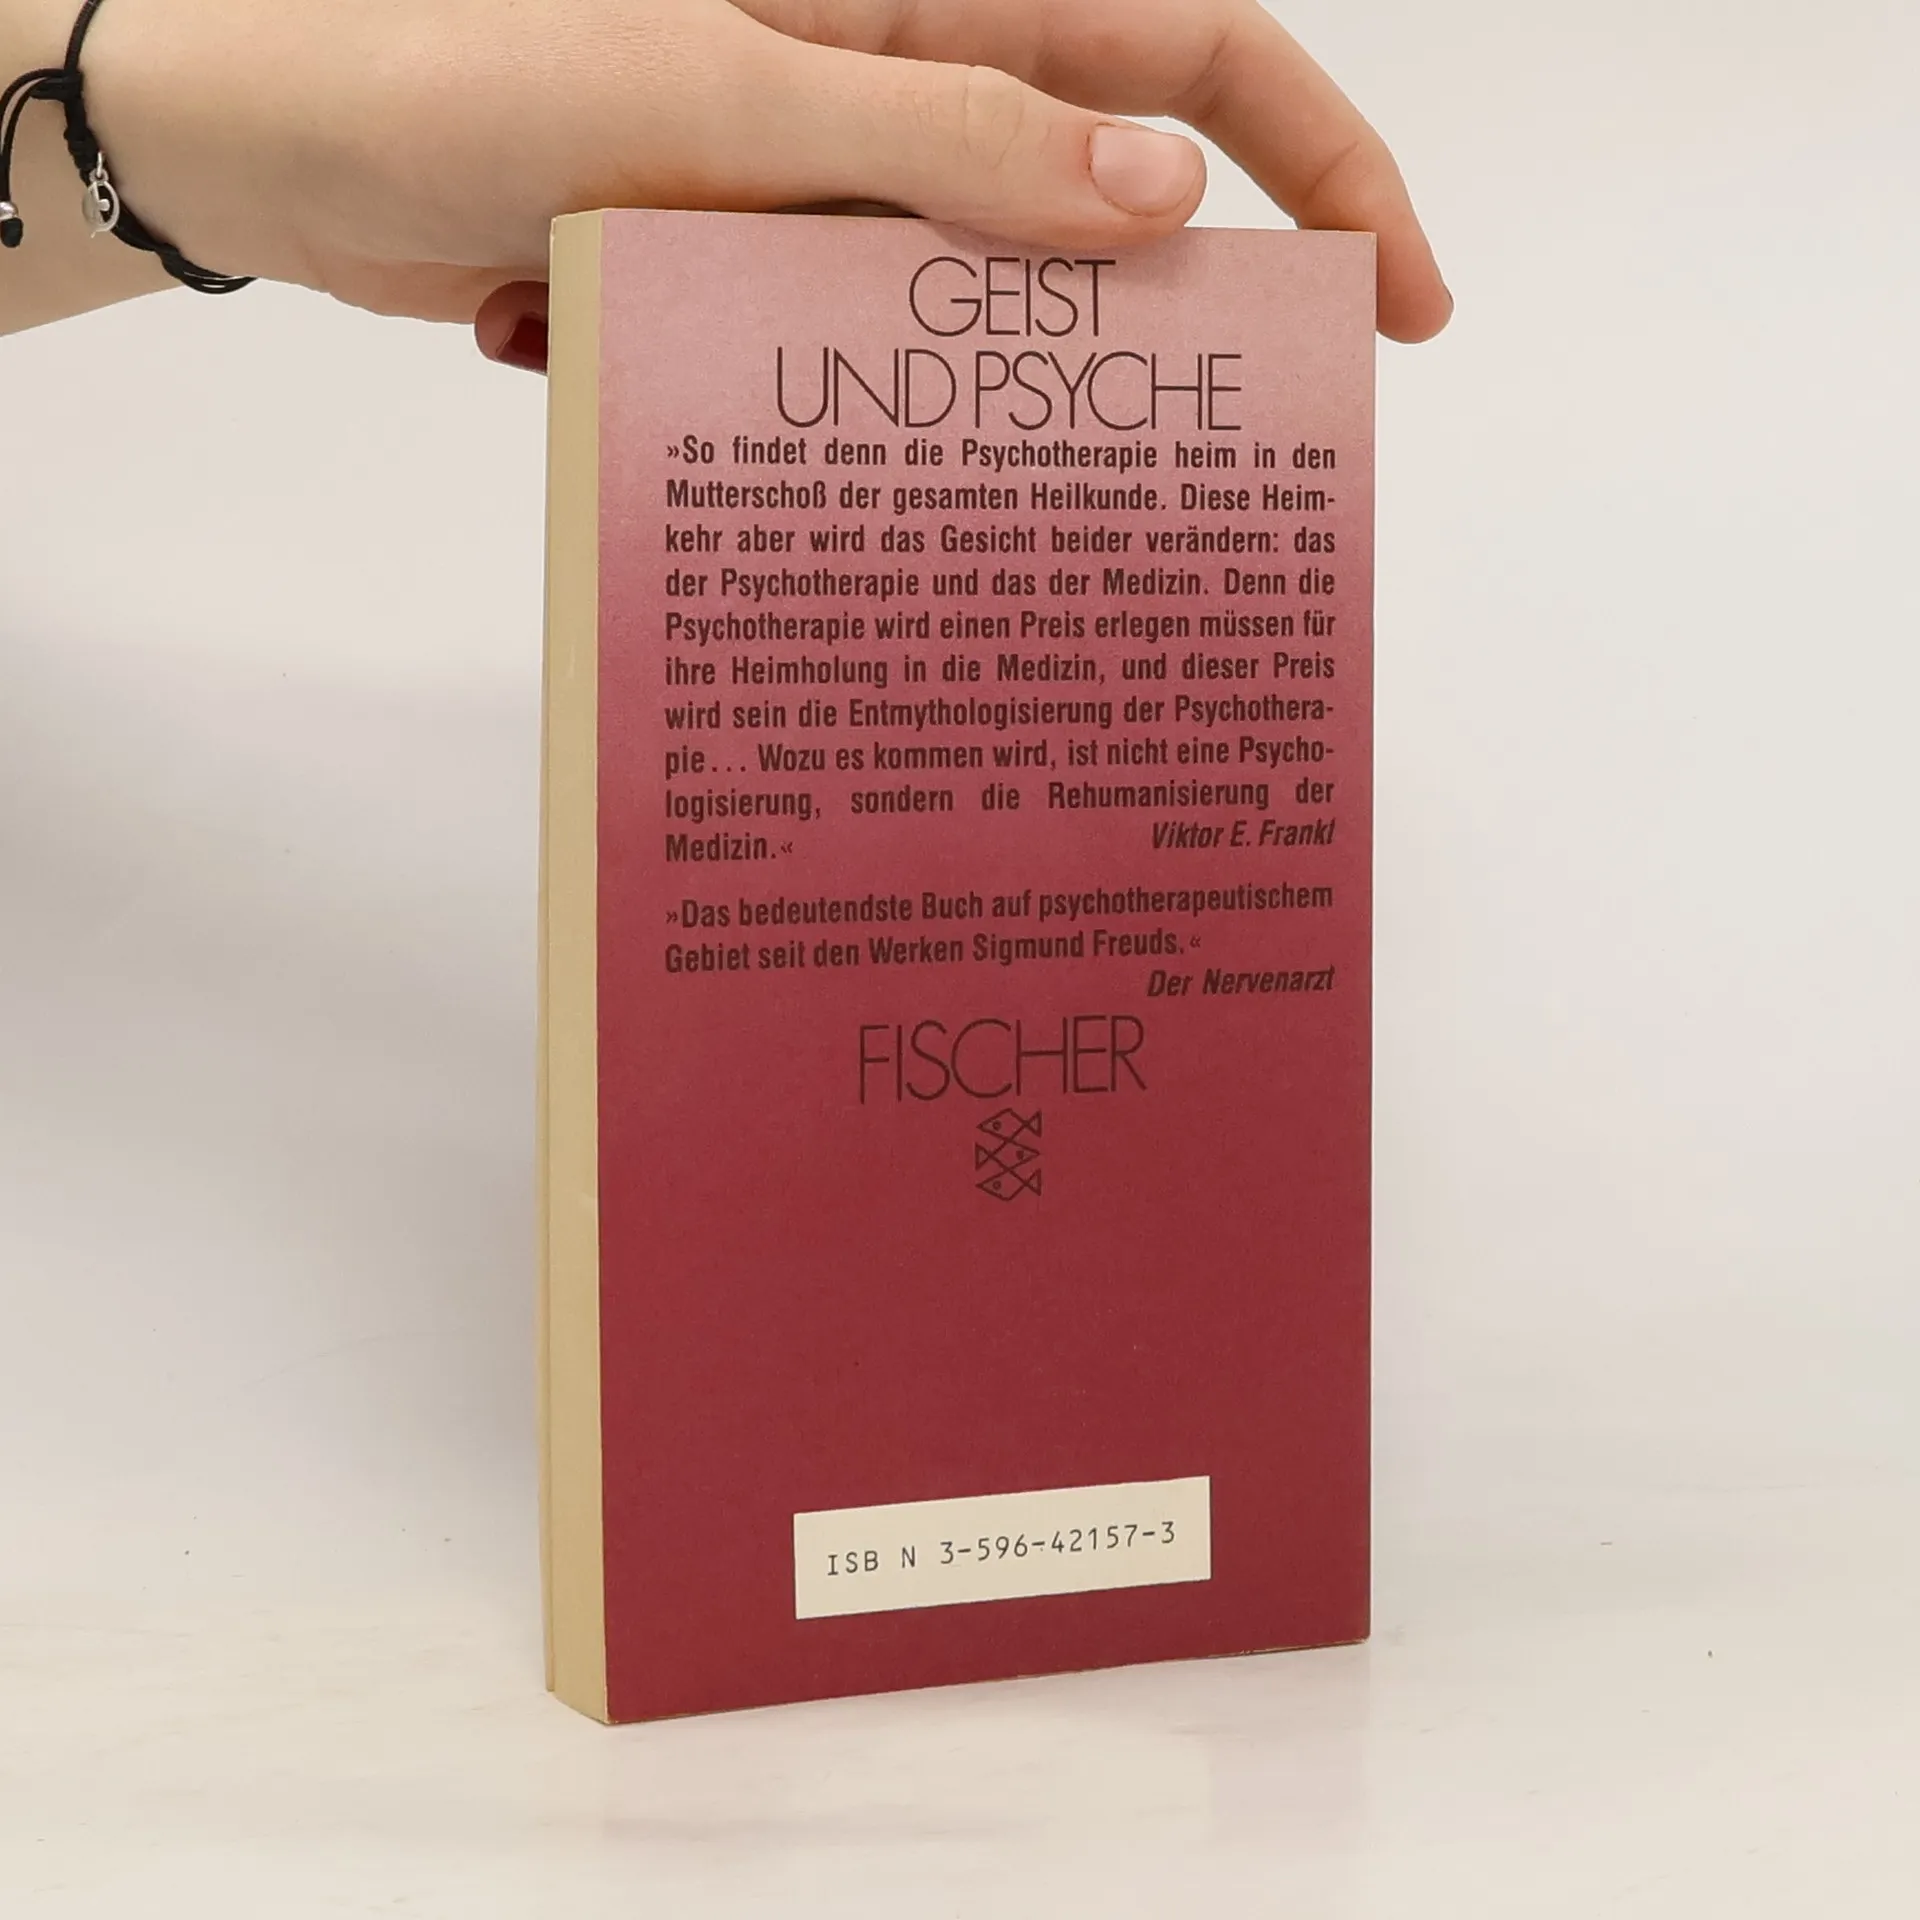 GEIST
UND PSYCHE
»So findet denn die Psychotherapie heim in den
Mutterschoß der gesamten Heilkunde. Diese Heim-
kehr aber wird das Gesicht beider verändern: das
der Psychotherapie und das der Medizin. Denn die
Psychotherapie wird einen Preis erlegen müssen für
ihre Heimholung in die Medizin, und dieser Preis
wird sein die Entmythologisierung der Psychothera-
pie... Wozu es kommen wird, ist nicht eine Psycho-
logisierung, sondern die Rehumanisierung der
Medizin.« Viktor E. Frankl
»Das bedeutendste Buch auf psychotherapeutischem
Gebiet seit den Werken Sigmund Freuds.«
Der Nervenarzt
FISCHER
ISB N 3-596-42157-3